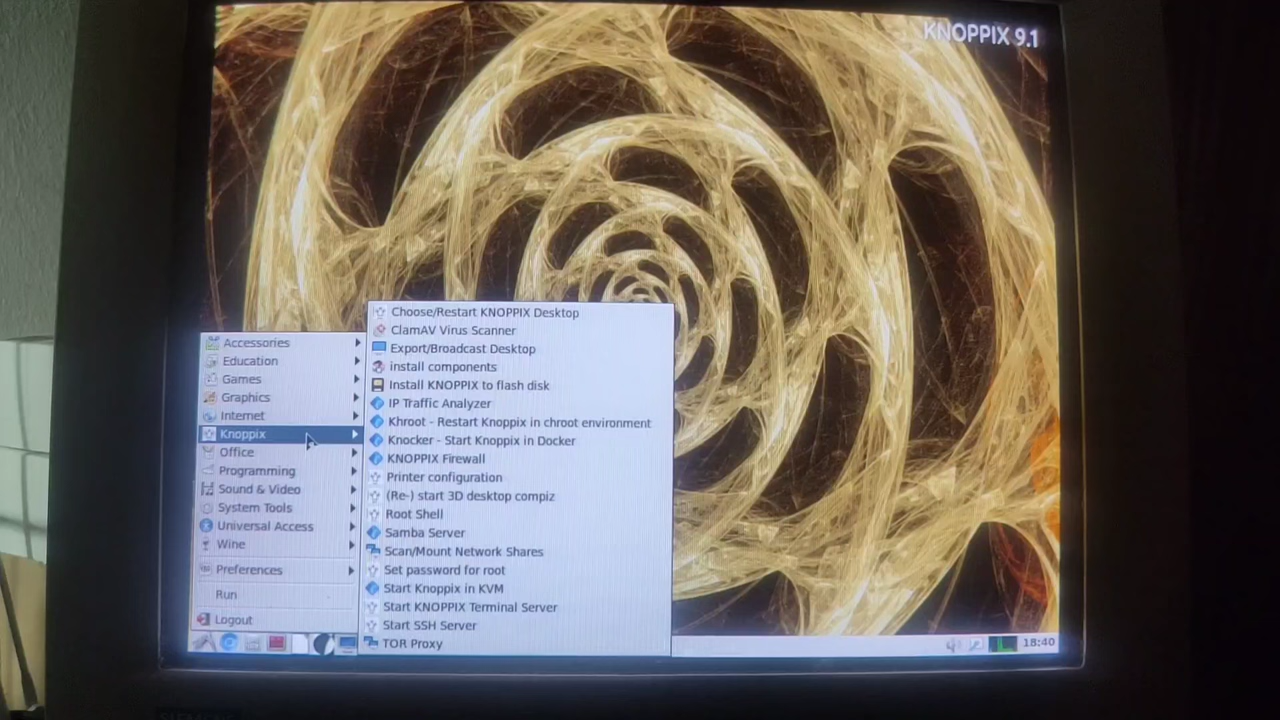 KNOPPIX 9.1
Accessories
Education
Games
Graphics
Internet
Knoppix
Office
Programming
Sound & Video
System Tools
Universal Access
Wine
Preferences
Run
Logout
Choose/Restart KNOPPIX Desktop
ClamAV Virus Scanner
Export/Broadcast Desktop
install components
Install KNOPPIX to flash disk
IP Traffic Analyzer
Khroot - Restart Knoppix in chroot environment
Knocker - Start Knoppix in Docker
KNOPPIX Firewall
Printer configuration
(Re-) start 3D desktop compiz
Root Shell
Samba Server
Scan/Mount Network Shares
Set password for root
Start Knoppix in KVM
Start KNOPPIX Terminal Server
Start SSH Server
TOR Proxy
18:40